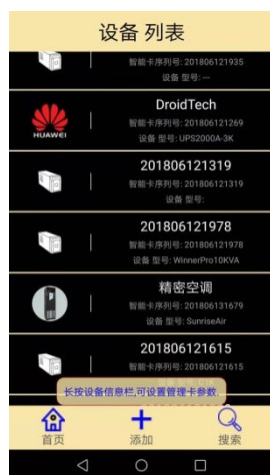 设备 列表
智能卡序列号: 201806121935
设备 型号: ---
HUAWEI
DroidTech
智能卡序列号: 201806121269
设备 型号: UPS2000A-3K
201806121319
智能卡序列号: 201806121319
设备 型号:
201806121978
智能卡序列号: 201806121978
设备 型号: WinnerPro10KVA
精密空调
智能卡序列号: 201806131679
设备 型号: SunriseAir
201806121615
智能卡序列号: 201806121615
长按设备信息栏,可设置管理卡参数.
首页
添加
搜索